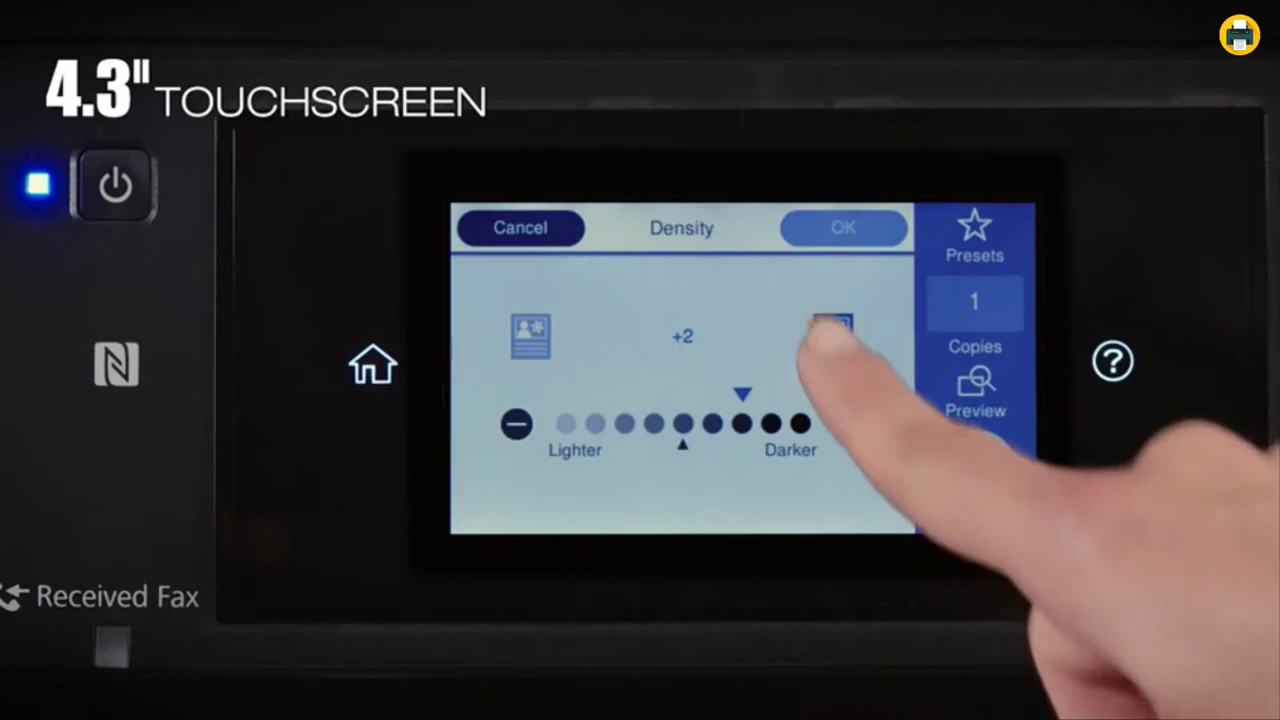 4.3" TOUCHSCREEN
Cancel
Density
OK
Presets
1
Copies
Preview
+2
Lighter
Darker
Received Fax